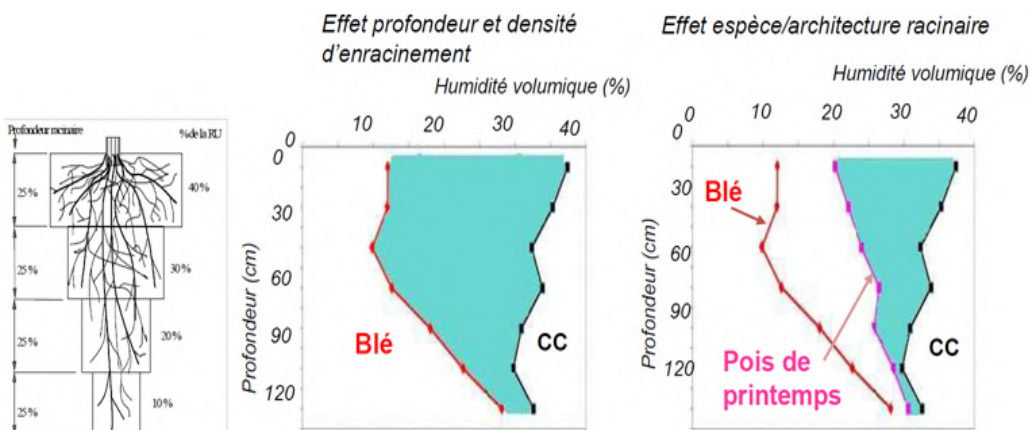 Effet profondeur et densité
d'enracinement
Humidité volumique (%)
10 20 30 40
0
0
30
60
90
120
Profondeur (cm)
Blé
CC
Effet espèce/architecture racinaire
Humidité volumique (%)
0 10 20 30 40
0
30
60
90
120
Profondeur (cm)
Blé
Pois de
printemps
CC
Profondeur racinaire
% de la RU
25 %
40 %
25 %
30 %
25 %
20 %
25 %
10 %